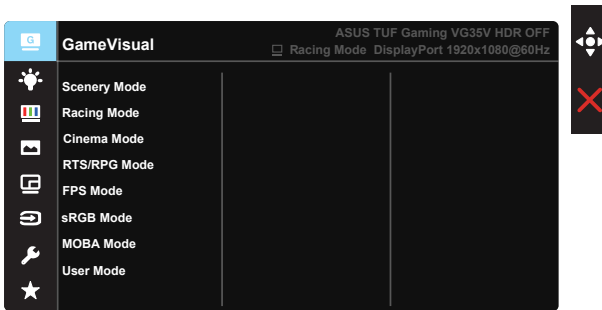 G
GameVisual
ASUS TUF Gaming VG35V HDR OFF
Racing Mode DisplayPort 1920x1080@60Hz
Scenery Mode
Racing Mode
Cinema Mode
RTS/RPG Mode
FPS Mode
sRGB Mode
MOBA Mode
User Mode